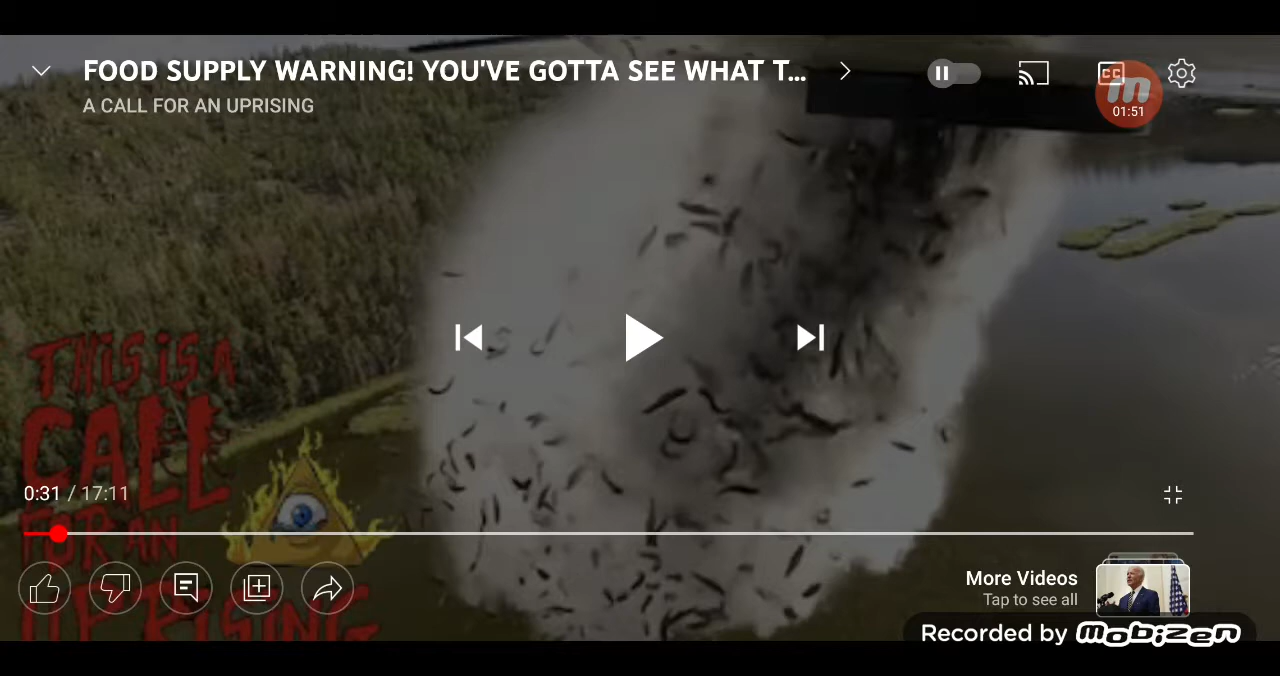 FOOD SUPPLY WARNING! YOU'VE GOTTA SEE WHAT T...
A CALL FOR AN UPRISING
CC
01:51
THIS IS A
CALL
FOR AN
UPRISING
0:31 / 17:11
More Videos
Tap to see all
Recorded by mobizen